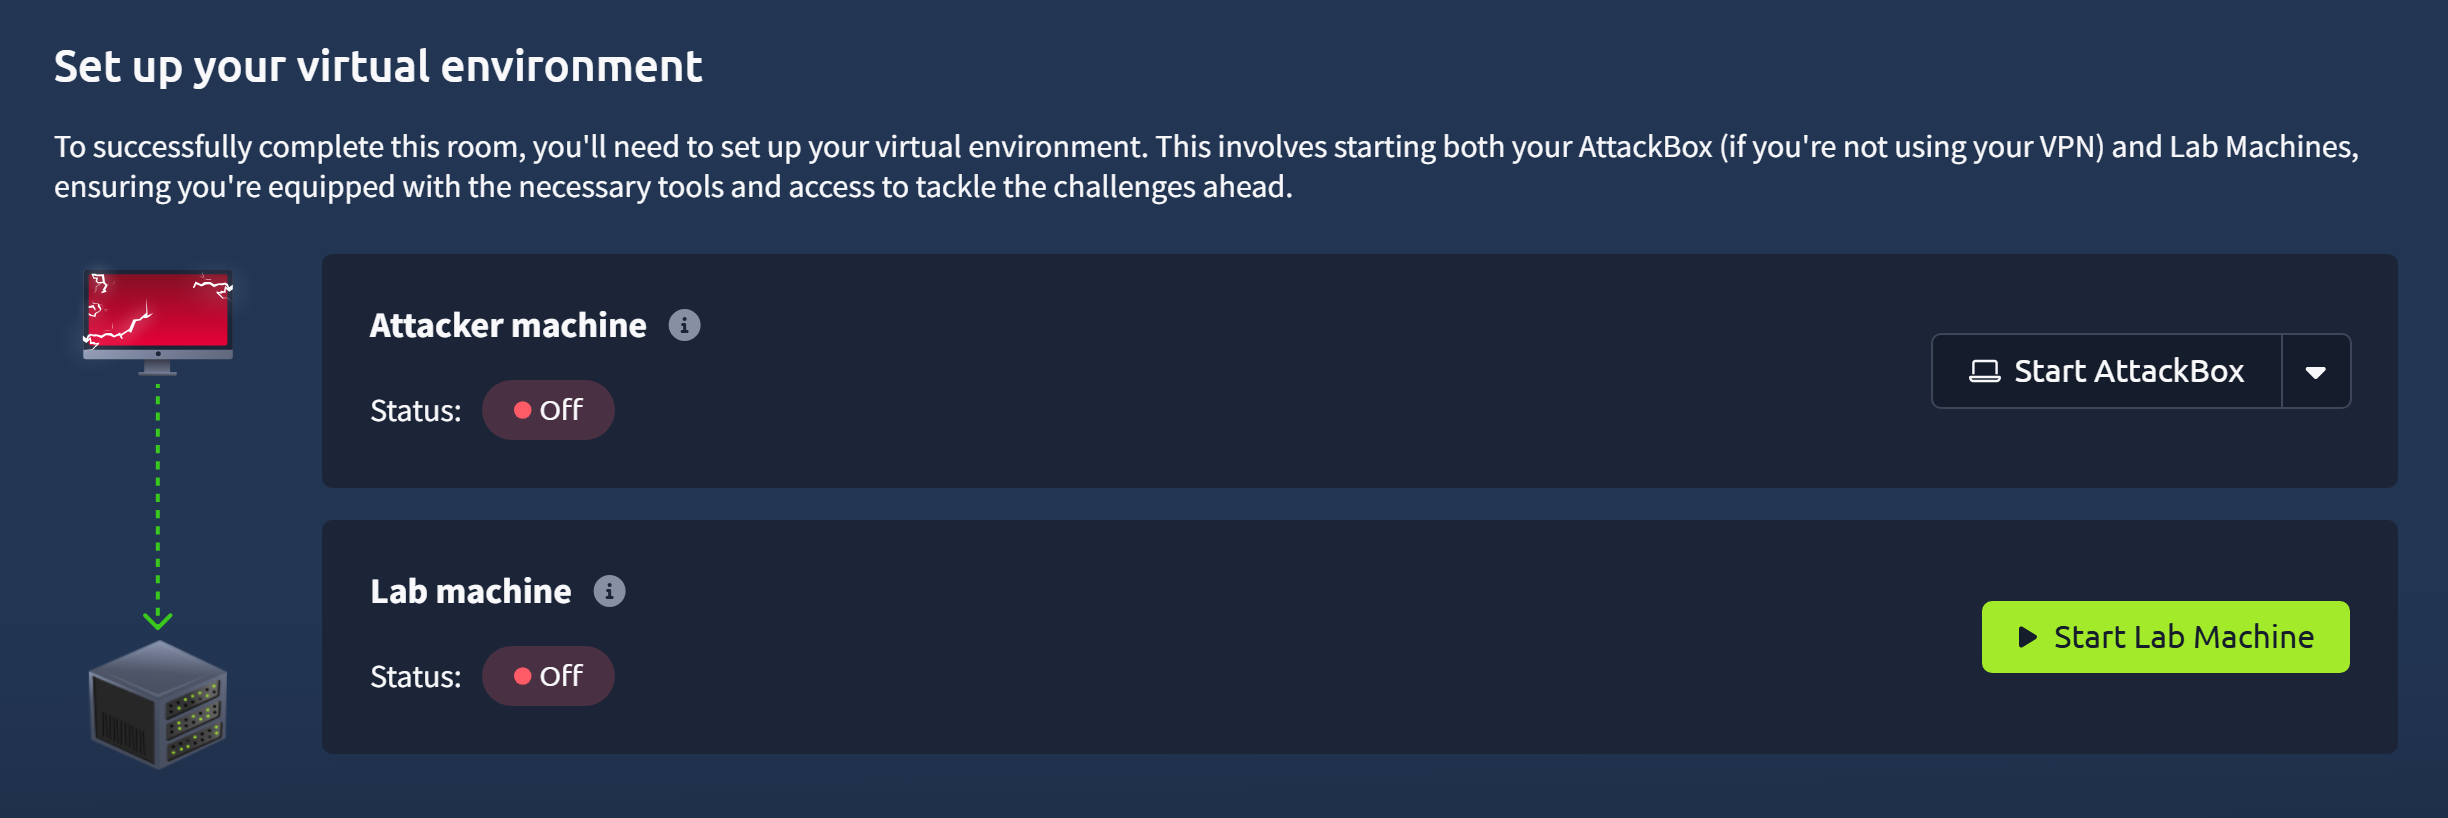 Set up your virtual environment
To successfully complete this room, you'll need to set up your virtual environment. This involves starting both your AttackBox (if you're not using your VPN) and Lab Machines,
ensuring you're equipped with the necessary tools and access to tackle the challenges ahead.
Attacker machine
Status: Off
Start AttackBox
Lab machine
Status: Off
Start Lab Machine